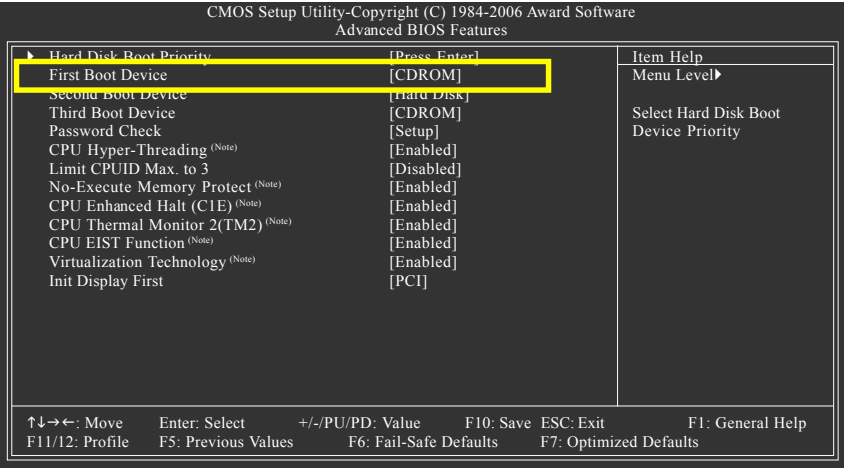 CMOS Setup Utility-Copyright (C) 1984-2006 Award Software
Advanced BIOS Features
Hard Disk Boot Priority [Press Enter] Item Help
First Boot Device [CDROM] Menu Level
Second Boot Device [Hard Disk]
Third Boot Device [CDROM] Select Hard Disk Boot
Password Check [Setup] Device Priority
CPU Hyper-Threading (Note) [Enabled]
Limit CPUID Max. to 3 [Disabled]
No-Execute Memory Protect (Note) [Enabled]
CPU Enhanced Halt (C1E) (Note) [Enabled]
CPU Thermal Monitor 2(TM2) (Note) [Enabled]
CPU EIST Function (Note) [Enabled]
Virtualization Technology (Note) [Enabled]
Init Display First [PCI]
↑↓→←: Move Enter: Select +/-/PU/PD: Value F10: Save ESC: Exit F1: General Help
F11/12: Profile F5: Previous Values F6: Fail-Safe Defaults F7: Optimized Defaults